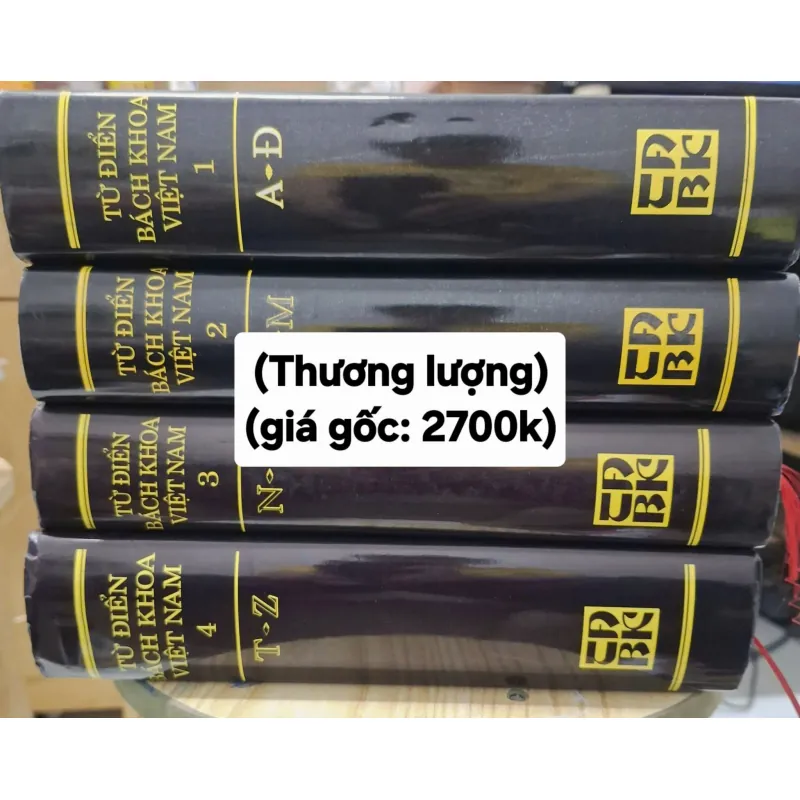 TỪ ĐIỂN
BÁCH KHOA
VIỆT NAM
1
A-Đ
TĐ
BK
TỪ ĐIỂN
BÁCH KHOA
VIỆT NAM
2
M
TĐ
BK
(Thương lượng)
(giá gốc: 2700k)
TỪ ĐIỂN
BÁCH KHOA
VIỆT NAM
3
N-
TĐ
BK
TỪ ĐIỂN
BÁCH KHOA
VIỆT NAM
4
T-Z
TĐ
BK